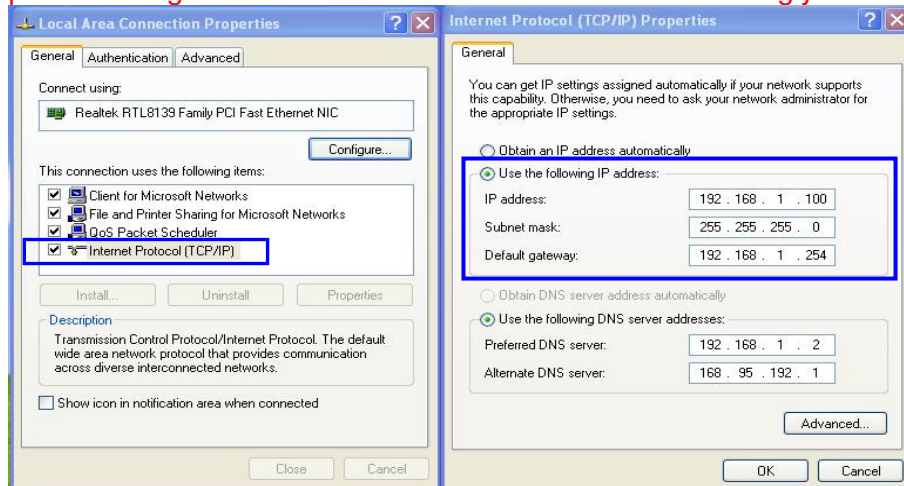 Local Area Connection Properties
General Authentication Advanced
Connect using:
Realtek RTL8139 Family PCI Fast Ethernet NIC
Configure...
This connection uses the following items:
Client for Microsoft Networks
File and Printer Sharing for Microsoft Networks
QoS Packet Scheduler
Internet Protocol (TCP/IP)
Install... Uninstall Properties
Description
Transmission Control Protocol/Internet Protocol. The default
wide area network protocol that provides communication
across diverse interconnected networks.
Show icon in notification area when connected
Close Cancel
Internet Protocol (TCP/IP) Properties
General
You can get IP settings assigned automatically if your network supports
this capability. Otherwise, you need to ask your network administrator for
the appropriate IP settings.
Obtain an IP address automatically
Use the following IP address:
IP address: 192 . 168 . 1 . 100
Subnet mask: 255 . 255 . 255 . 0
Default gateway: 192 . 168 . 1 . 254
Obtain DNS server address automatically
Use the following DNS server addresses:
Preferred DNS server: 192 . 168 . 1 . 2
Alternate DNS server: 168 . 95 . 192 . 1
Advanced...
OK Cancel